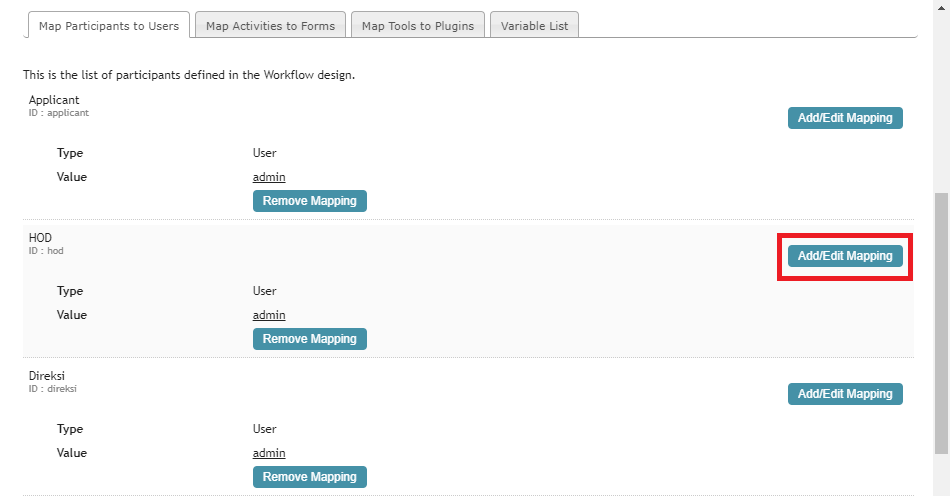 Map Participants to Users
Map Activities to Forms
Map Tools to Plugins
Variable List
This is the list of participants defined in the Workflow design.
Applicant
ID : applicant
Add/Edit Mapping
Type User
Value admin
Remove Mapping
HOD
ID : hod
Add/Edit Mapping
Type User
Value admin
Remove Mapping
Direksi
ID : direksi
Add/Edit Mapping
Type User
Value admin
Remove Mapping